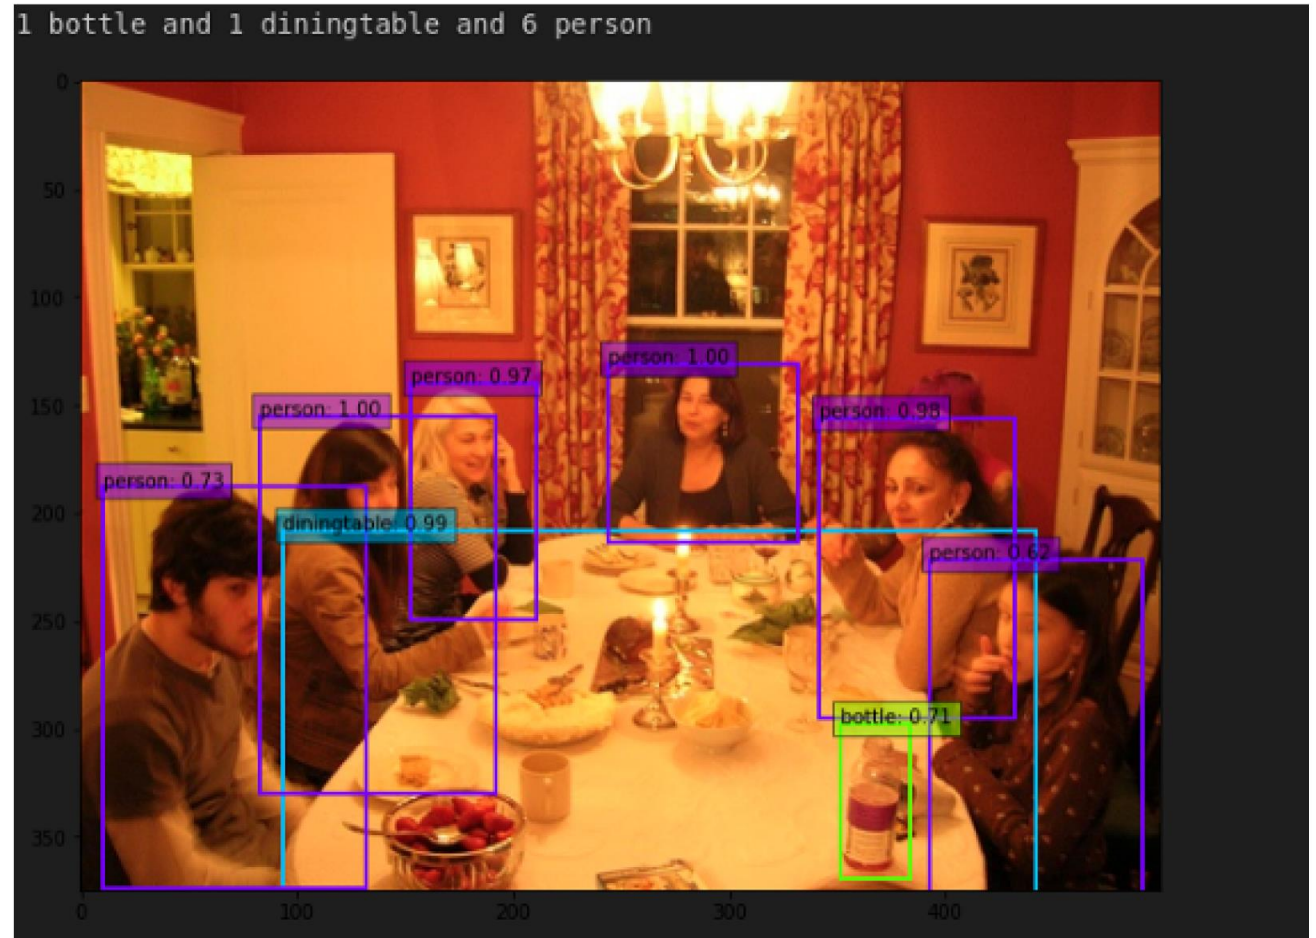 1 bottle and 1 diningtable and 6 person
0
50
100
150
200
250
300
350
person: 1.00
person: 0.97
person: 1.00
person: 0.98
person: 0.73
diningtable: 0.99
person: 0.62
bottle: 0.71
0 100 200 300 400